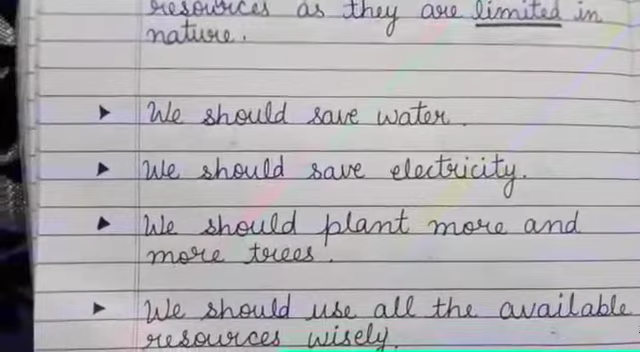 resources as they are limited in
nature.
We should save water.
We should save electricity.
We should plant more and
more trees.
We should use all the available
resources wisely.